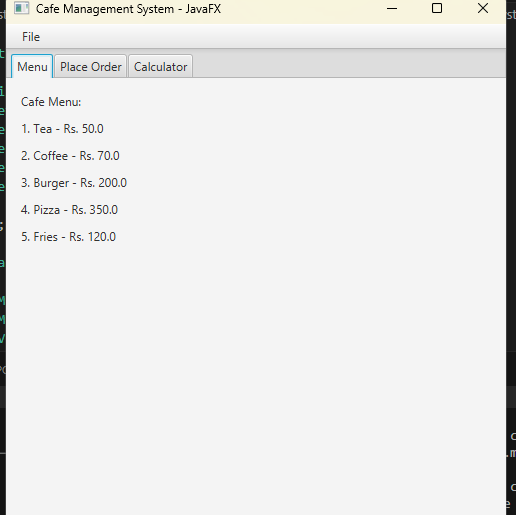 Cafe Management System - JavaFX
File
Menu Place Order Calculator
Cafe Menu:
1. Tea - Rs. 50.0
2. Coffee - Rs. 70.0
3. Burger - Rs. 200.0
4. Pizza - Rs. 350.0
5. Fries - Rs. 120.0